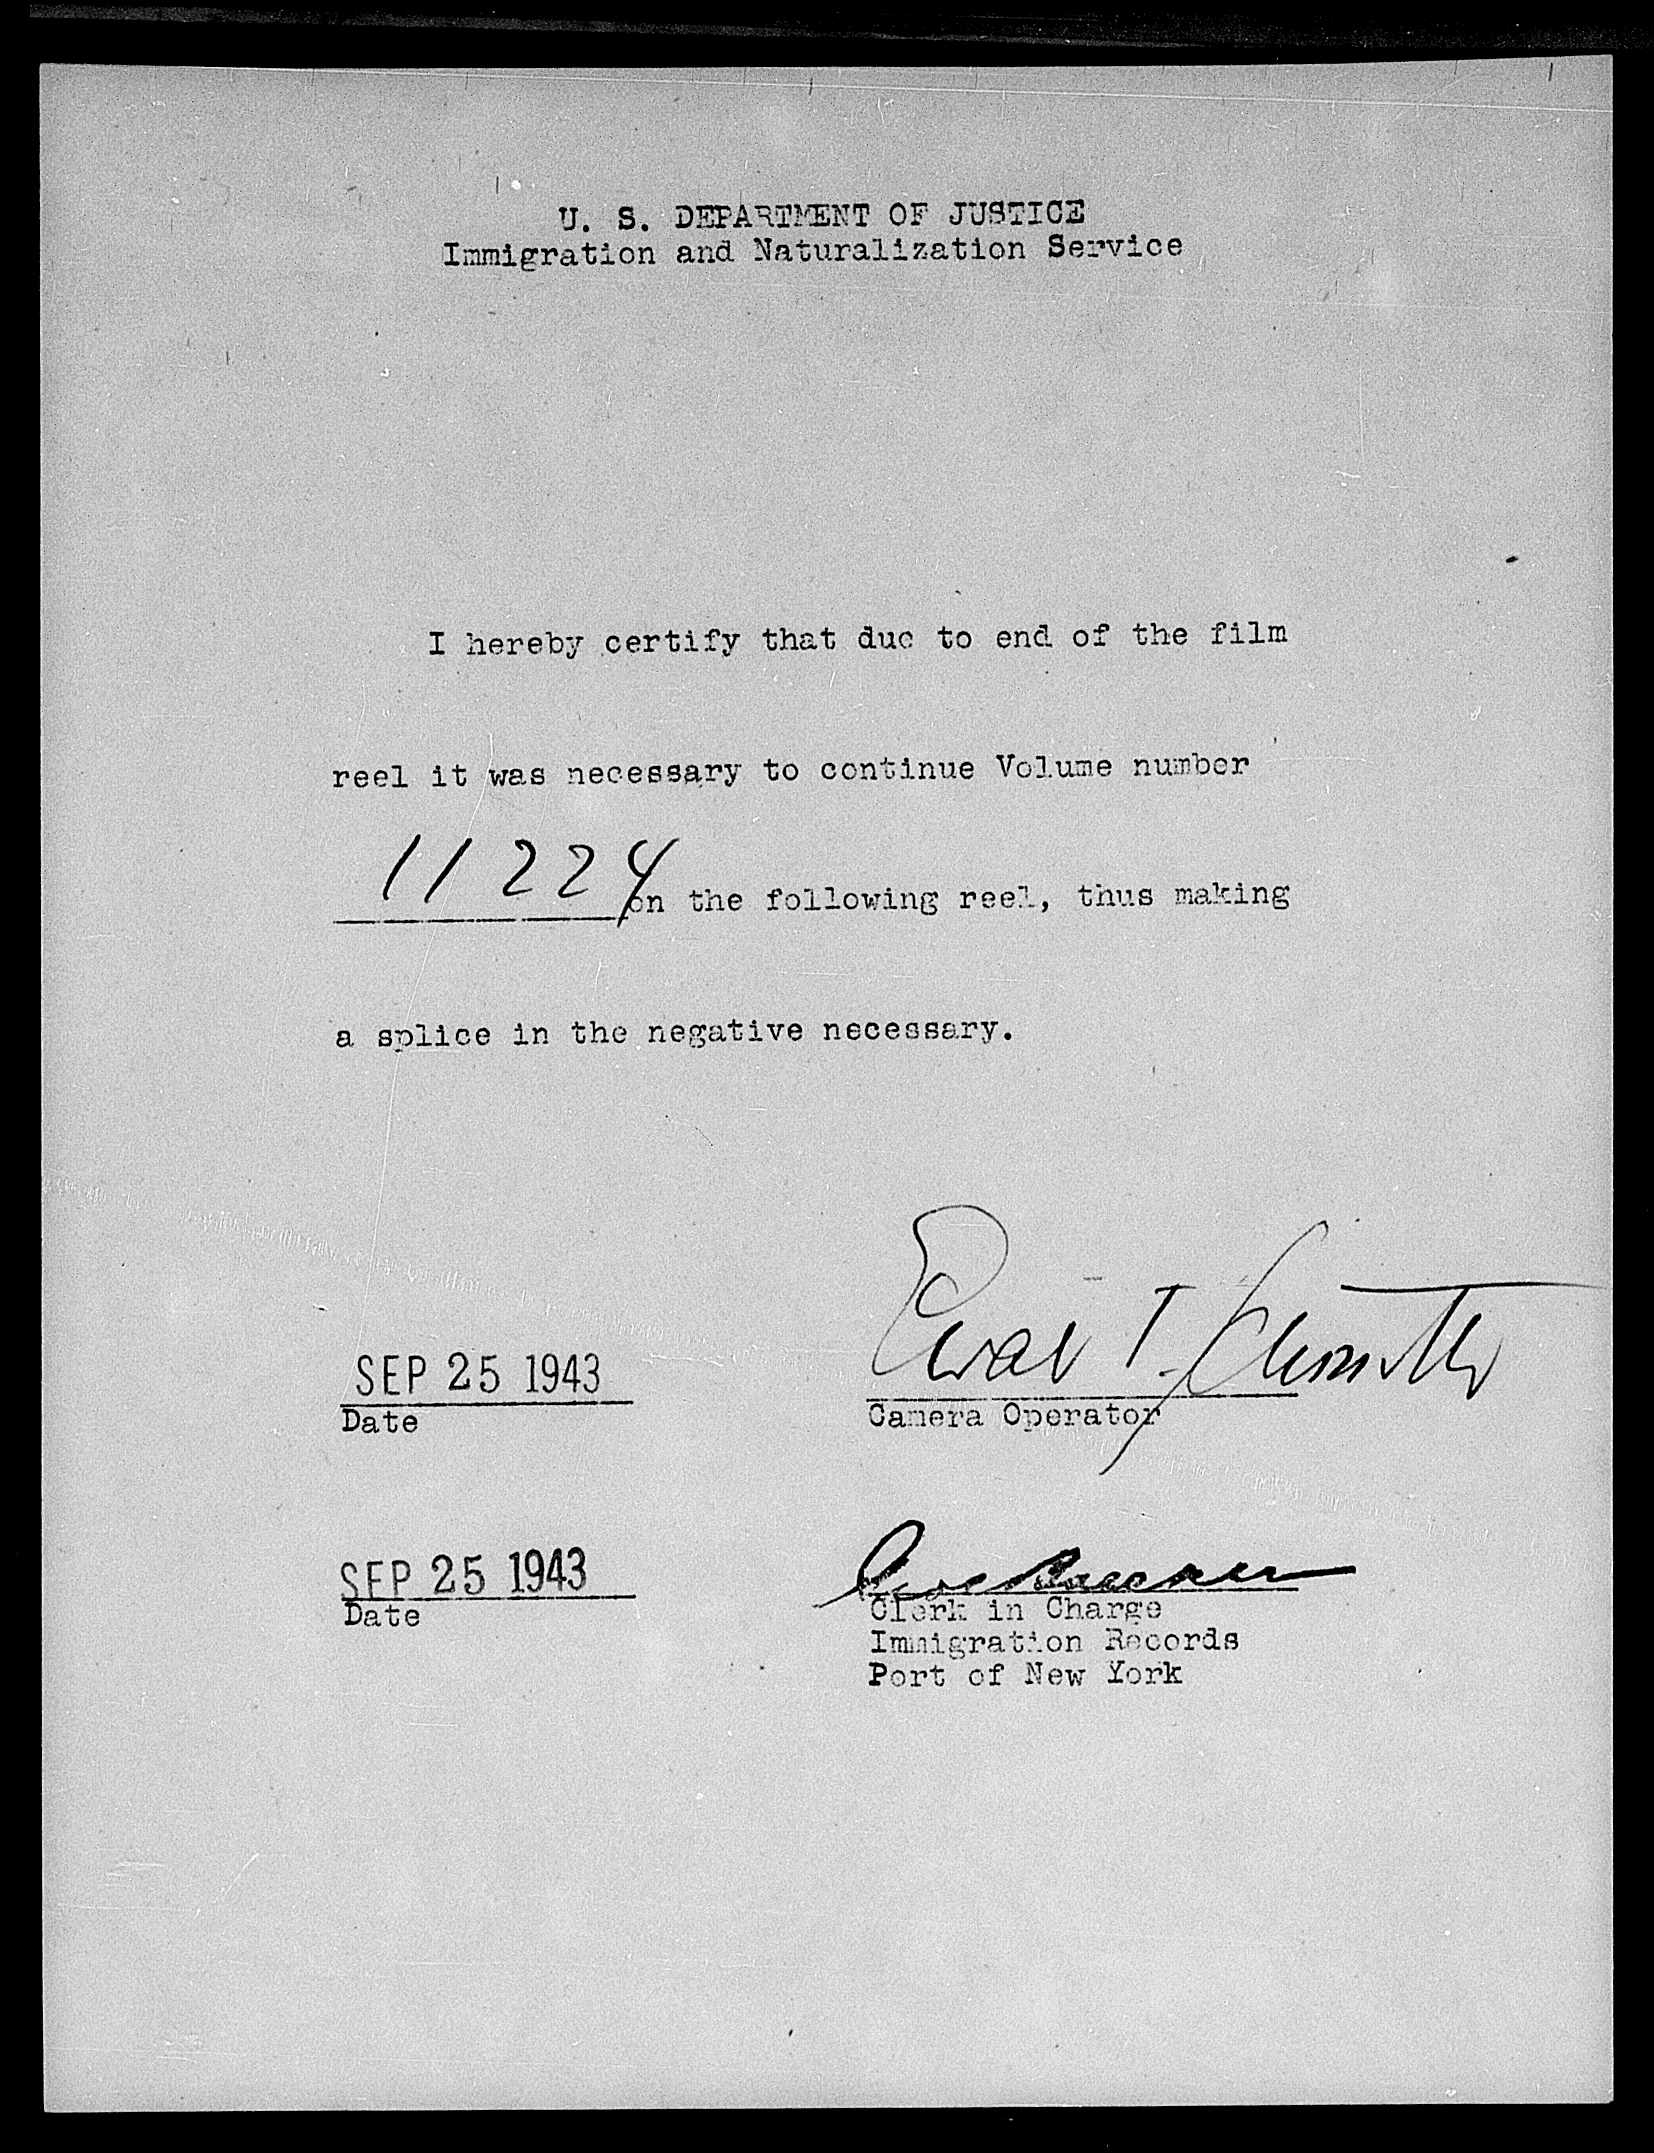 U. S. DEPARTMENT OF JUSTICE
Immigration and Naturalization Service
I hereby certify that due to end of the film
reel it was necessary to continue Volume number
11224 on the following reel, thus making
a splice in the negative necessary.
SEP 25 1943
Date
Camera Operator
SEP 25 1943
Date
Clerk in Charge
Immigration Records
Port of New York